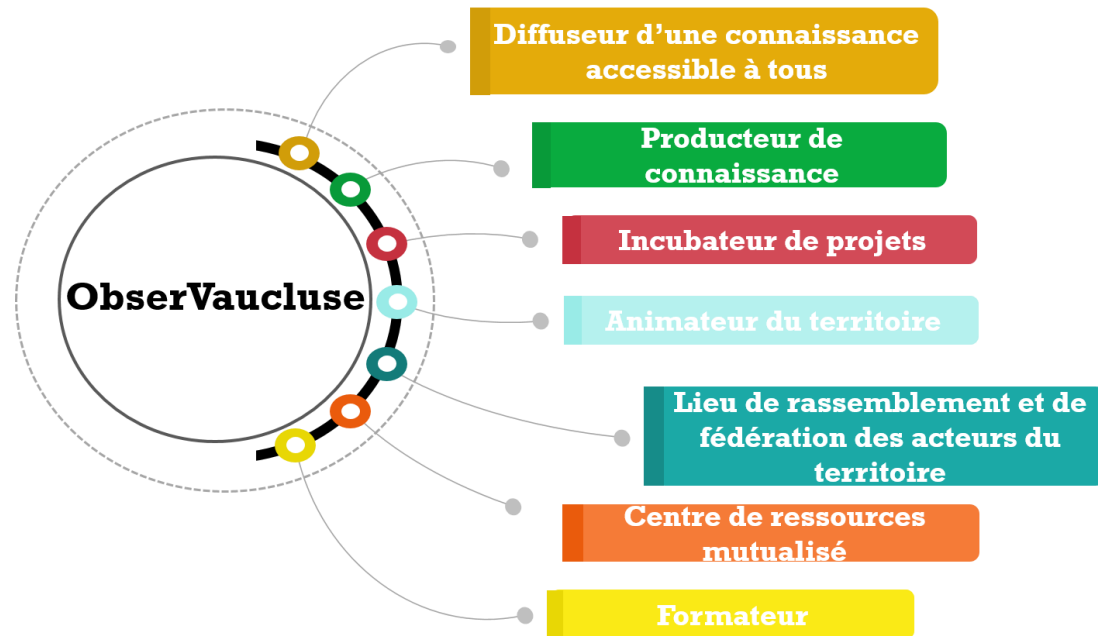 Diffuseur d’une connaissance
accessible à tous
Producteur de
connaissance
Incubateur de projets
ObserVaucluse
Animateur du territoire
Lieu de rassemblement et de
fédération des acteurs du
territoire
Centre de ressources
mutualisé
Formateur